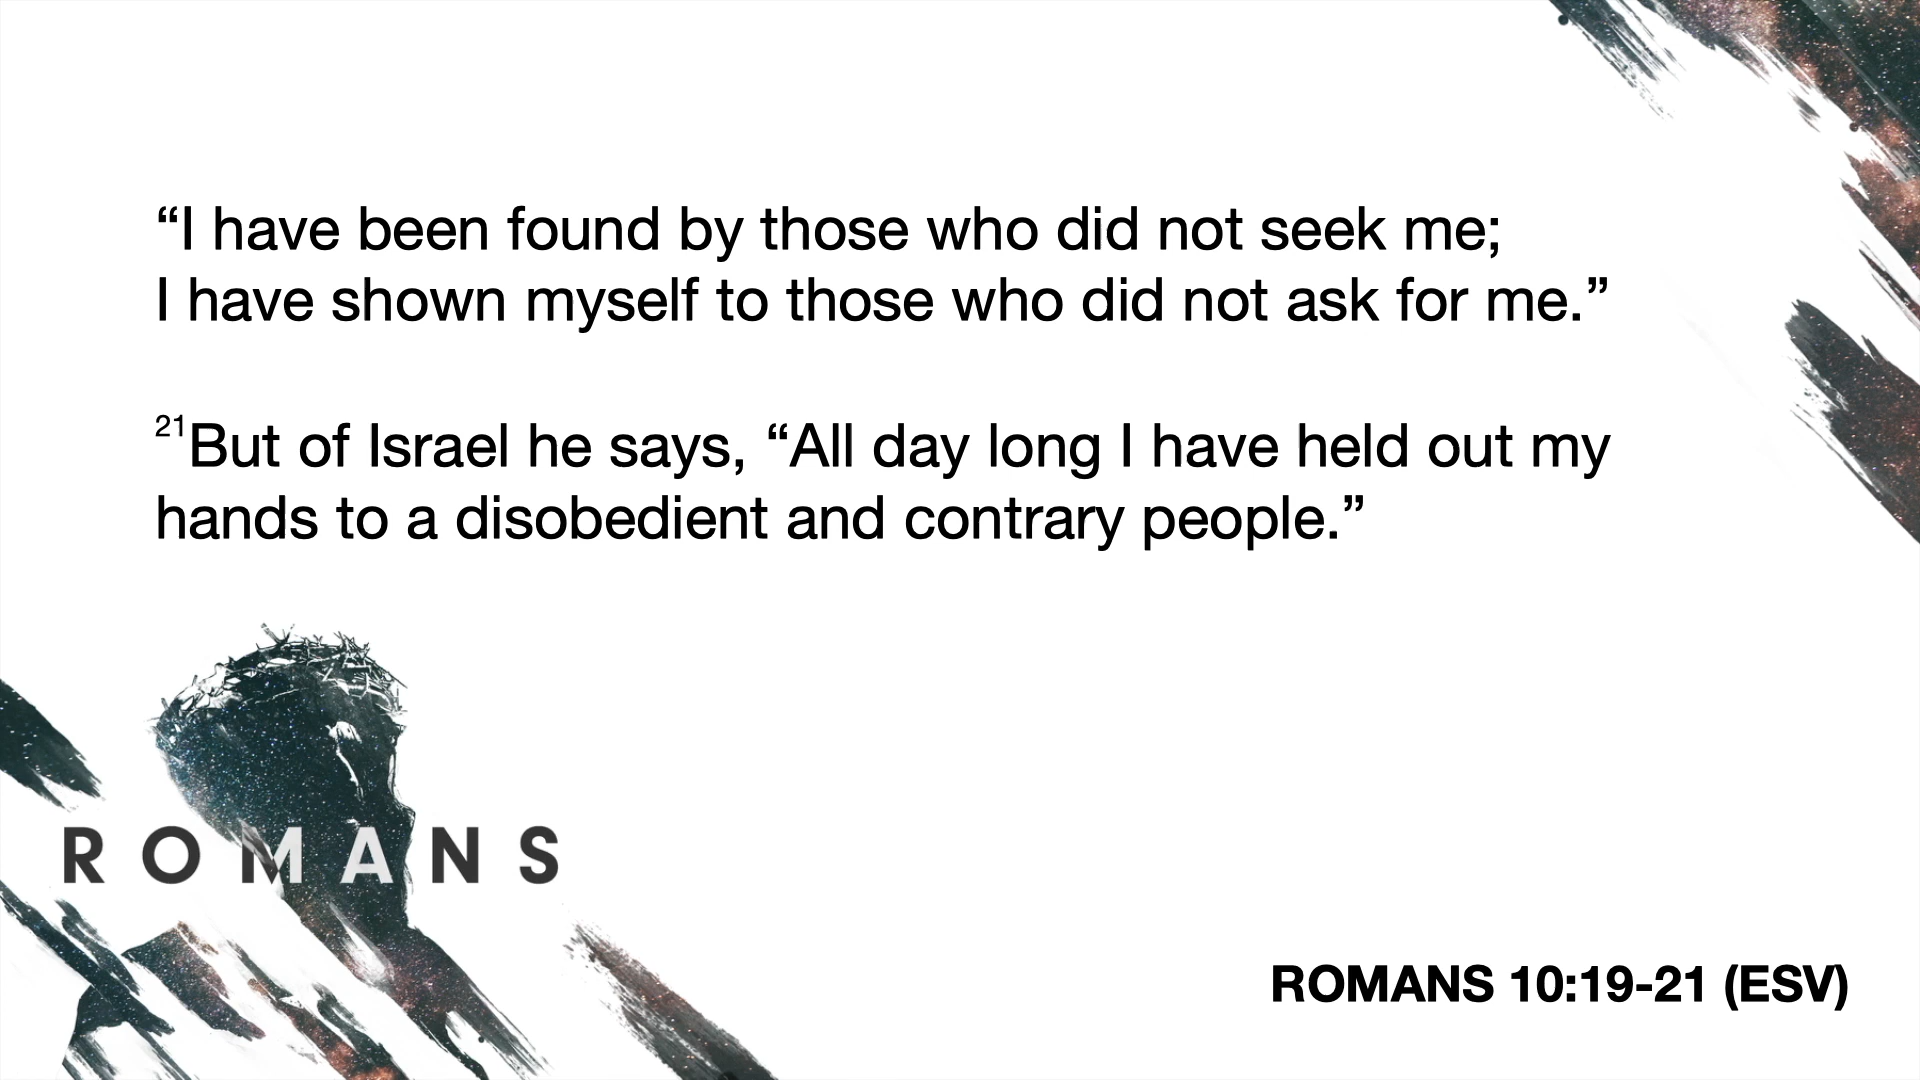 “I have been found by those who did not seek me;
I have shown myself to those who did not ask for me.”
21But of Israel he says, “All day long I have held out my
hands to a disobedient and contrary people.”
ROMANS
ROMANS 10:19-21 (ESV)